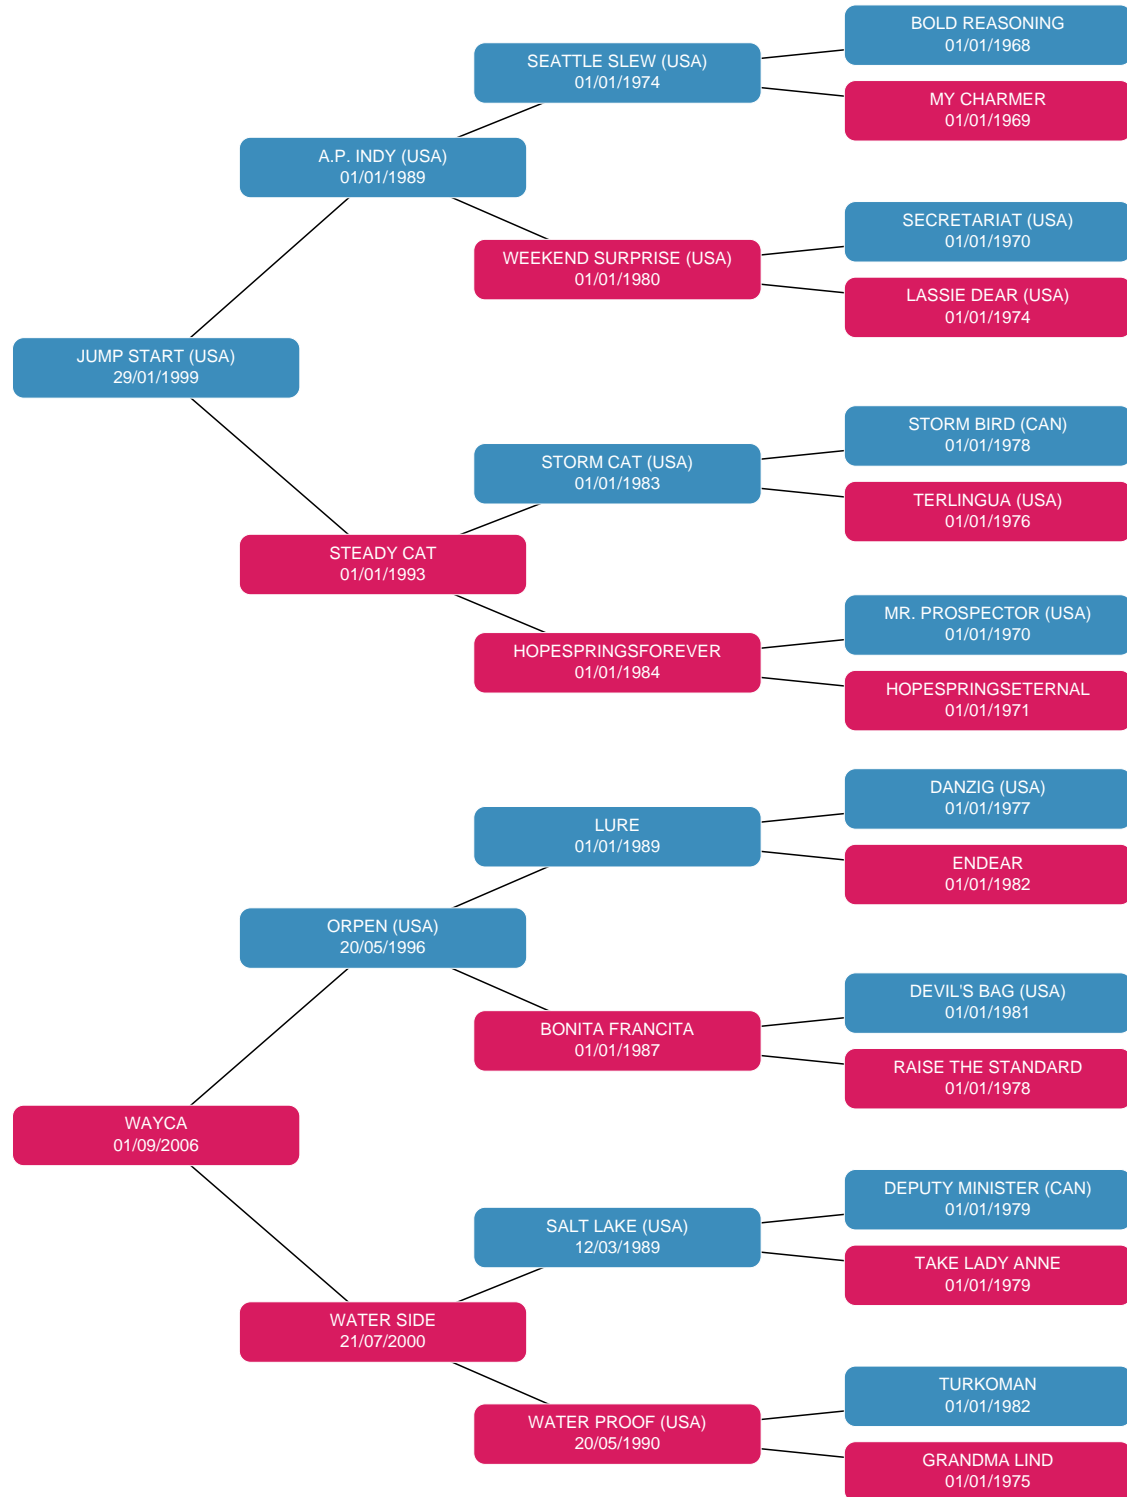 BOLD REASONING
01/01/1968
SEATTLE SLEW (USA)
01/01/1974
MY CHARMER
01/01/1969
A.P. INDY (USA)
01/01/1989
SECRETARIAT (USA)
01/01/1970
WEEKEND SURPRISE (USA)
01/01/1980
LASSIE DEAR (USA)
01/01/1974
JUMP START (USA)
29/01/1999
STORM BIRD (CAN)
01/01/1978
STORM CAT (USA)
01/01/1983
TERLINGUA (USA)
01/01/1976
STEADY CAT
01/01/1993
MR. PROSPECTOR (USA)
01/01/1970
HOPESPRINGSFOREVER
01/01/1984
HOPESPRINGSETERNAL
01/01/1971
DANZIG (USA)
01/01/1977
LURE
01/01/1989
ENDEAR
01/01/1982
ORPEN (USA)
20/05/1996
DEVIL'S BAG (USA)
01/01/1981
BONITA FRANCITA
01/01/1987
RAISE THE STANDARD
01/01/1978
WAYCA
01/09/2006
DEPUTY MINISTER (CAN)
01/01/1979
SALT LAKE (USA)
12/03/1989
TAKE LADY ANNE
01/01/1979
WATER SIDE
21/07/2000
TURKOMAN
01/01/1982
WATER PROOF (USA)
20/05/1990
GRANDMA LIND
01/01/1975